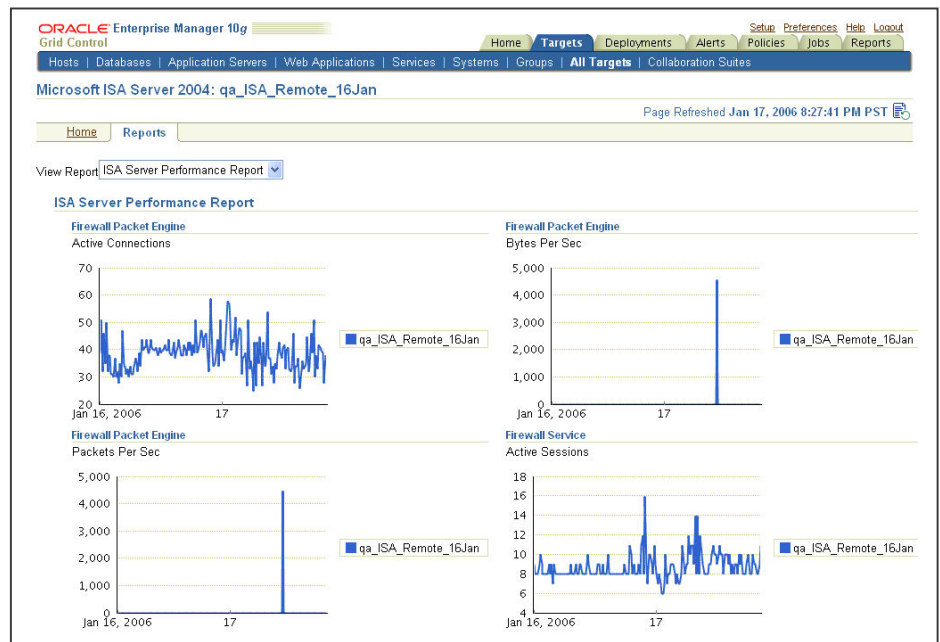 ORACLE Enterprise Manager 10g
Grid Control
Setup Preferences Help Logout
Home Targets Deployments Alerts Policies Jobs Reports
Hosts | Databases | Application Servers | Web Applications | Services | Systems | Groups | All Targets | Collaboration Suites
Microsoft ISA Server 2004: qa_ISA_Remote_16Jan
Page Refreshed Jan 17, 2006 8:27:41 PM PST
Home Reports
View Report ISA Server Performance Report
ISA Server Performance Report
Firewall Packet Engine
Active Connections
70
60
50
40
30
20
Jan 16, 2006 17
qa_ISA_Remote_16Jan
Firewall Packet Engine
Bytes Per Sec
5,000
4,000
3,000
2,000
1,000
0
Jan 16, 2006 17
qa_ISA_Remote_16Jan
Firewall Packet Engine
Packets Per Sec
5,000
4,000
3,000
2,000
1,000
0
Jan 16, 2006 17
qa_ISA_Remote_16Jan
Firewall Service
Active Sessions
18
16
14
12
10
8
6
4
Jan 16, 2006 17
qa_ISA_Remote_16Jan